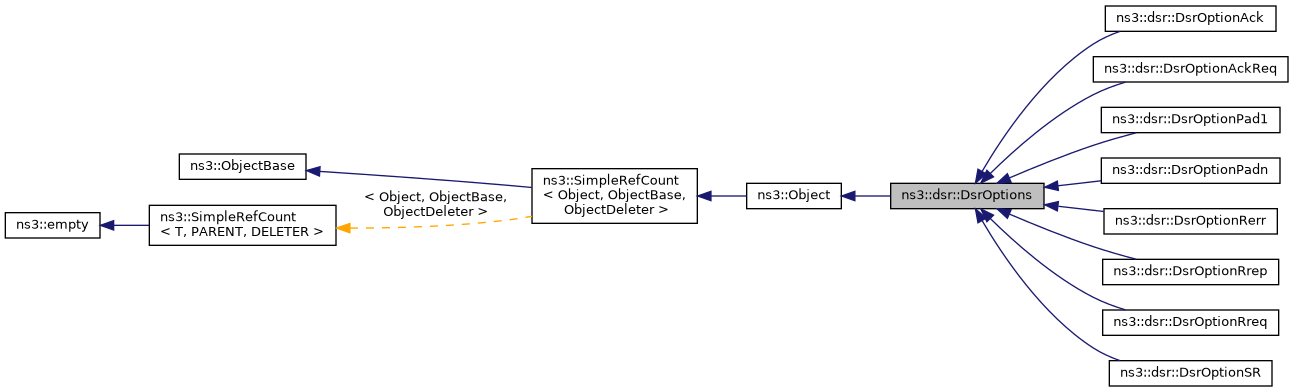 ns3::dsr::DsrOptionAck
ns3::dsr::DsrOptionAckReq
ns3::dsr::DsrOptionPad1
ns3::ObjectBase
ns3::dsr::DsrOptionPadn
ns3::SimpleRefCount
< Object, ObjectBase,
ObjectDeleter >
ns3::Object
ns3::dsr::DsrOptions
< Object, ObjectBase,
ObjectDeleter >
ns3::empty
ns3::SimpleRefCount
< T, PARENT, DELETER >
ns3::dsr::DsrOptionRerr
ns3::dsr::DsrOptionRrep
ns3::dsr::DsrOptionRreq
ns3::dsr::DsrOptionSR